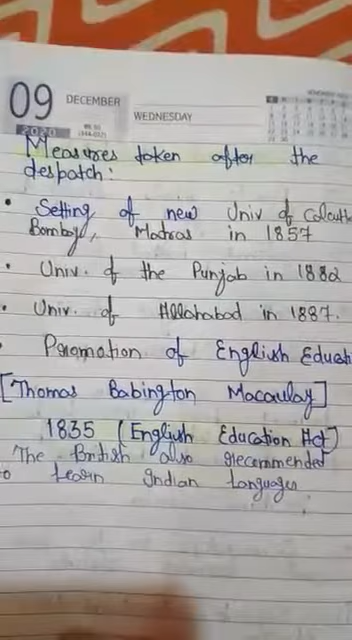 09 DECEMBER
WEDNESDAY
2020
Measures taken after the
despatch:
• Setting of new Univ of Calcutta
Bombay, Madras in 1857
• Univ. of the Punjab in 1882
• Univ. of Allahabad in 1887.
• Promotion of English Educati
[Thomas Babington Macaulay]
1835 (English Education Act)
The British also recommended
to learn Indian Languages